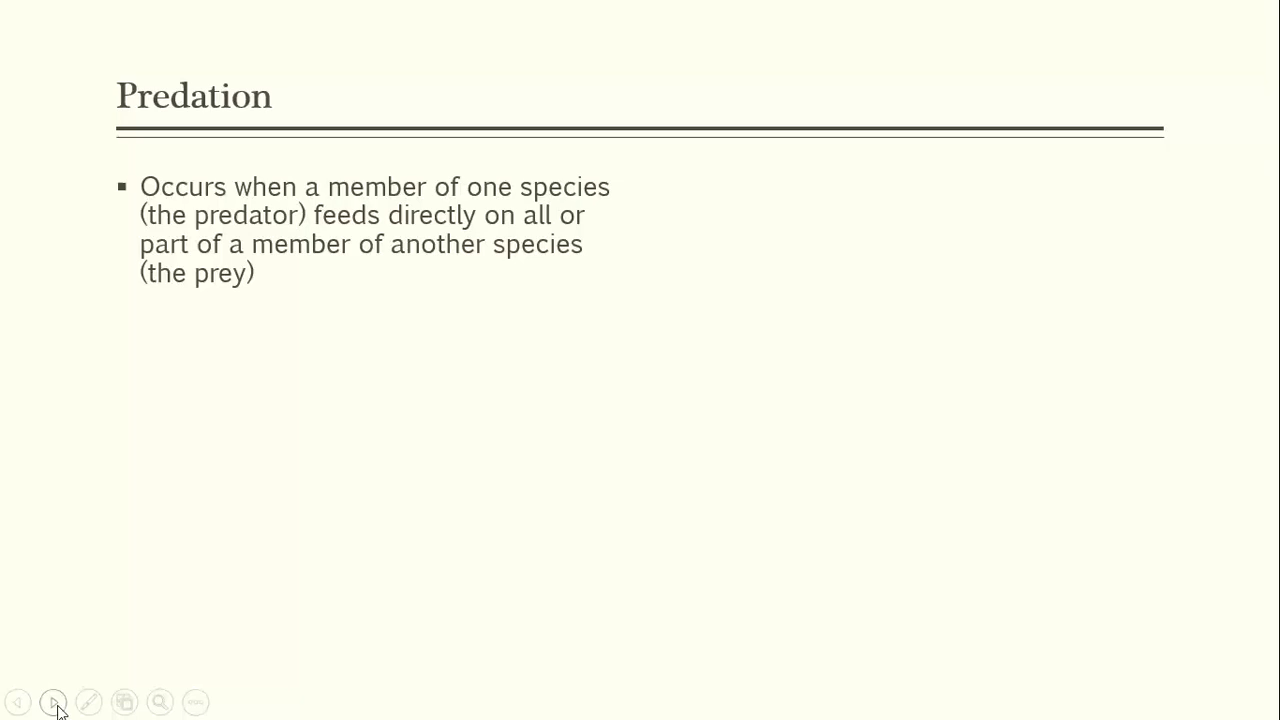 Predation
Occurs when a member of one species
(the predator) feeds directly on all or
part of a member of another species
(the prey)